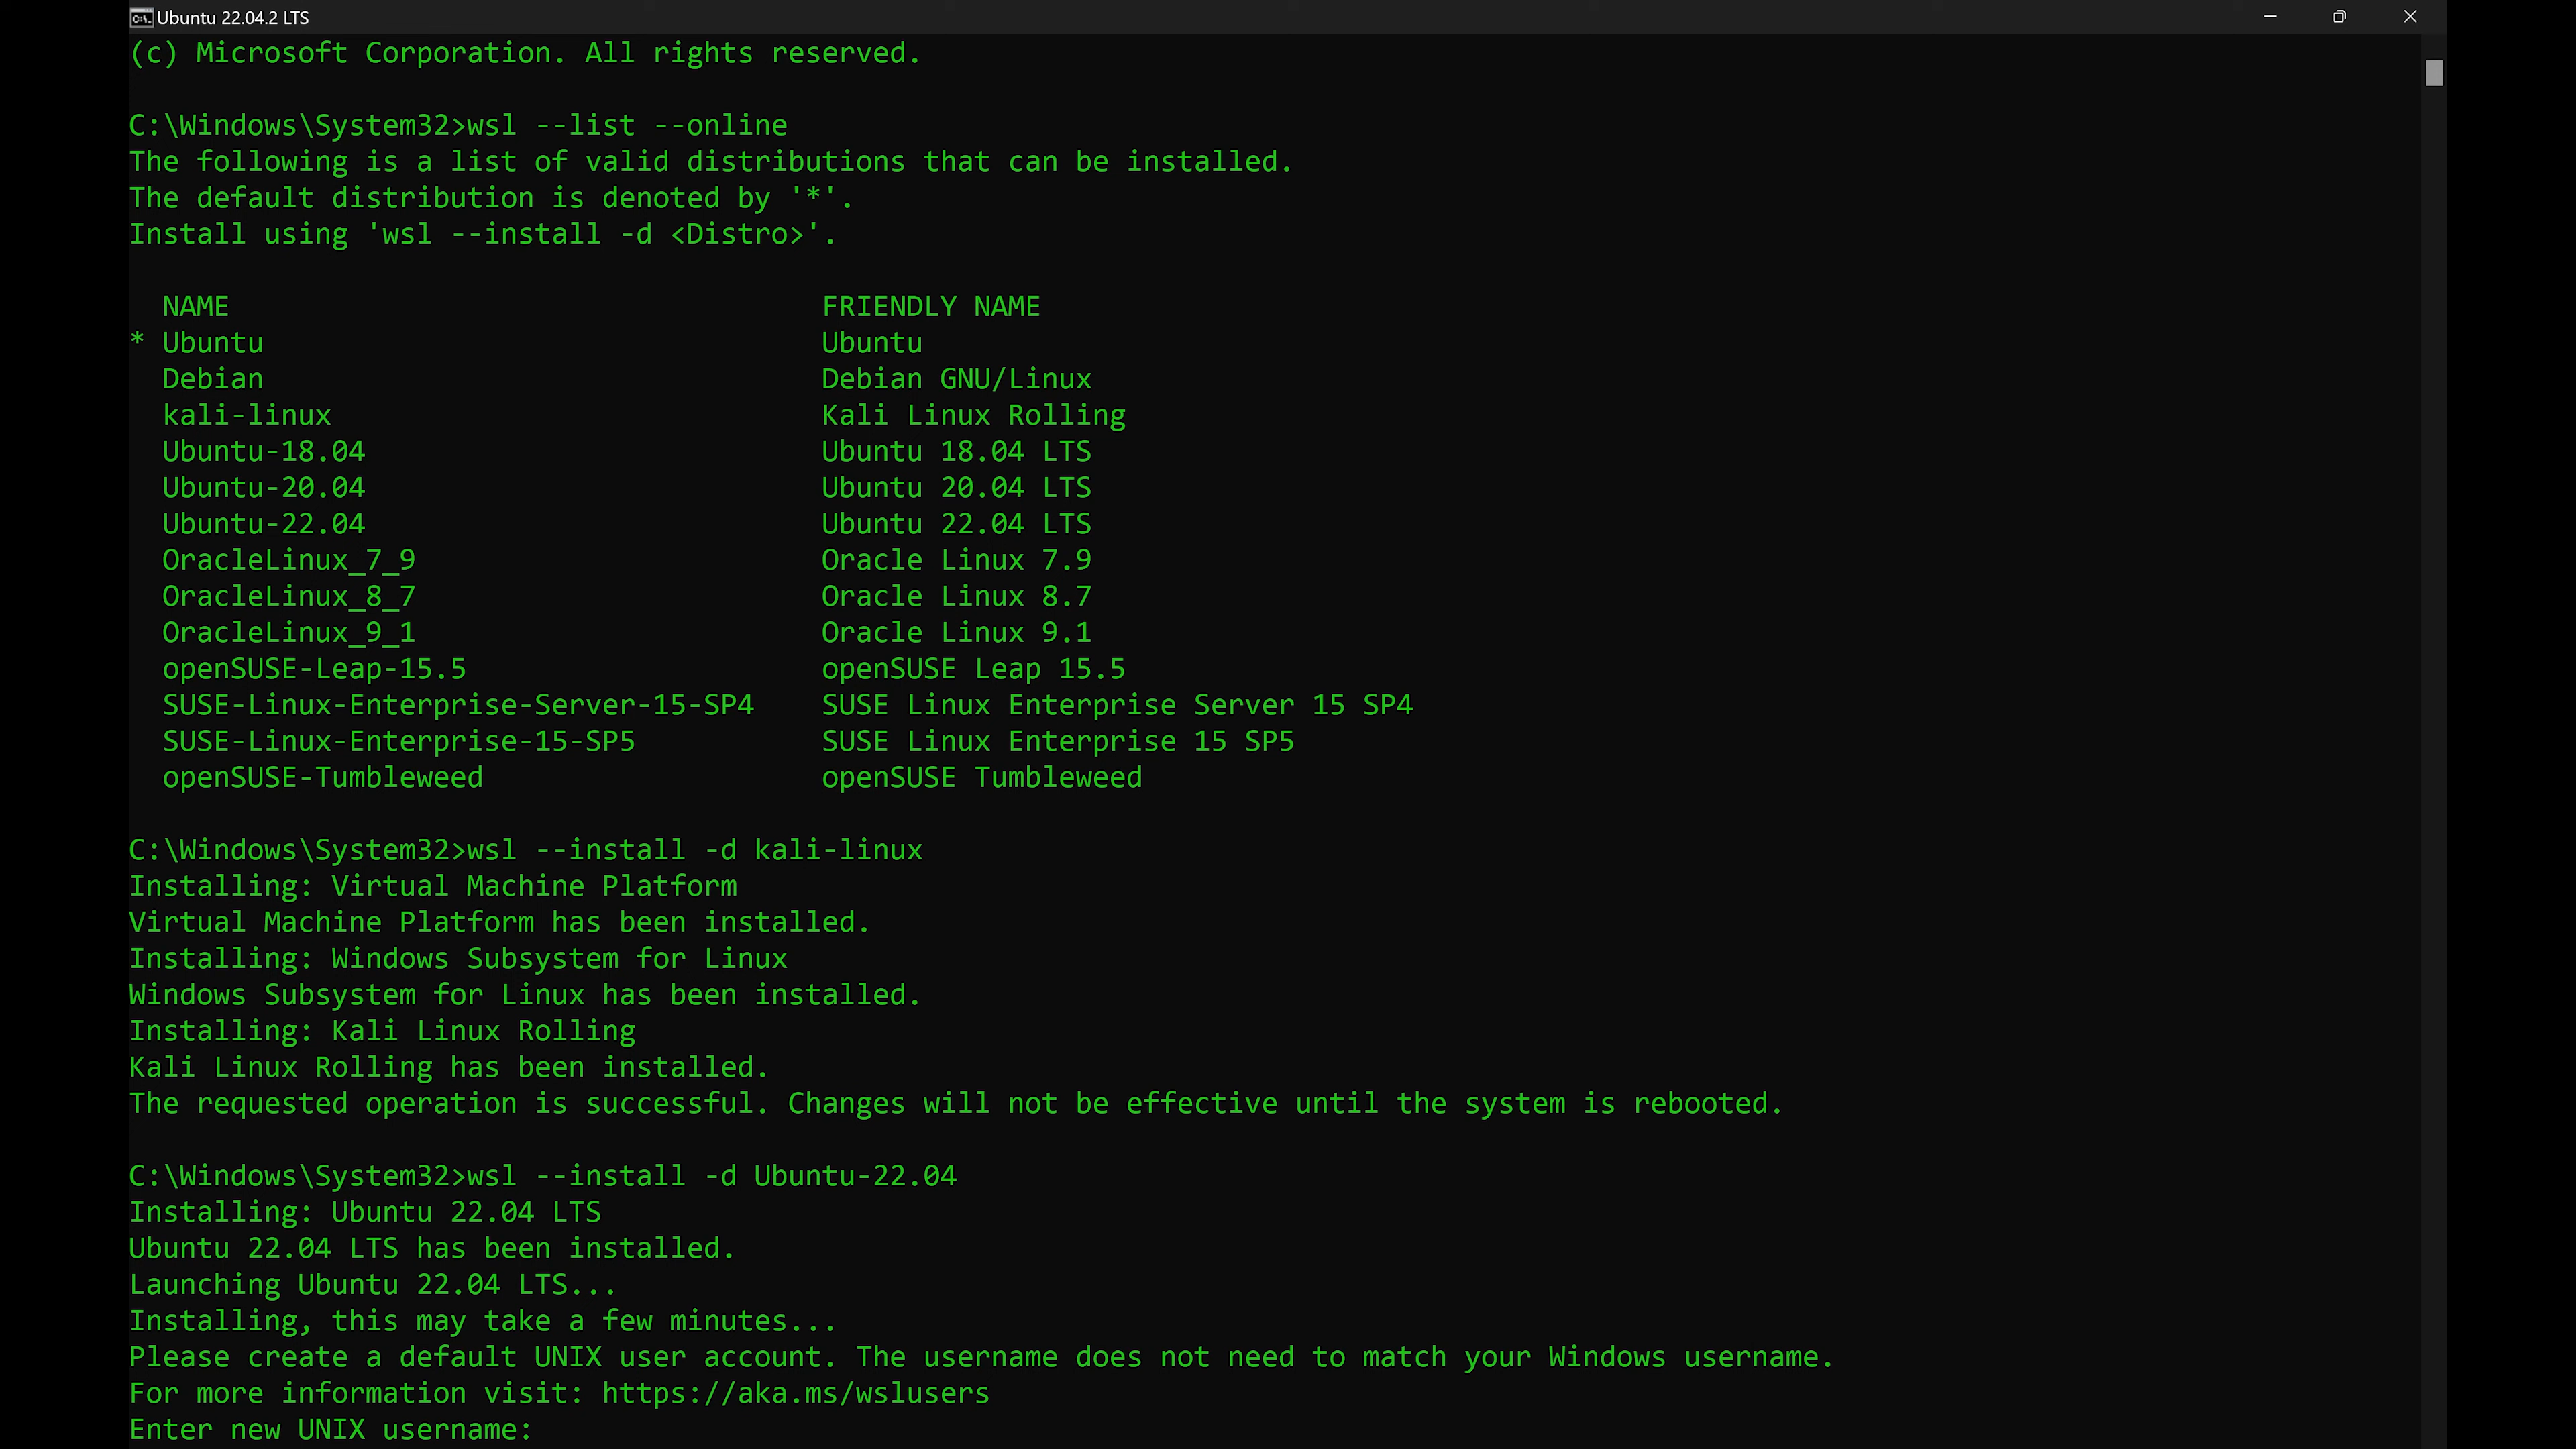 Ubuntu 22.04.2 LTS
(c) Microsoft Corporation. All rights reserved.
C:\Windows\System32>wsl --list --online
The following is a list of valid distributions that can be installed.
The default distribution is denoted by '*'.
Install using 'wsl --install -d <Distro>'.
NAME FRIENDLY NAME
* Ubuntu Ubuntu
Debian Debian GNU/Linux
kali-linux Kali Linux Rolling
Ubuntu-18.04 Ubuntu 18.04 LTS
Ubuntu-20.04 Ubuntu 20.04 LTS
Ubuntu-22.04 Ubuntu 22.04 LTS
OracleLinux_7_9 Oracle Linux 7.9
OracleLinux_8_7 Oracle Linux 8.7
OracleLinux_9_1 Oracle Linux 9.1
openSUSE-Leap-15.5 openSUSE Leap 15.5
SUSE-Linux-Enterprise-Server-15-SP4 SUSE Linux Enterprise Server 15 SP4
SUSE-Linux-Enterprise-15-SP5 SUSE Linux Enterprise 15 SP5
openSUSE-Tumbleweed openSUSE Tumbleweed
C:\Windows\System32>wsl --install -d kali-linux
Installing: Virtual Machine Platform
Virtual Machine Platform has been installed.
Installing: Windows Subsystem for Linux
Windows Subsystem for Linux has been installed.
Installing: Kali Linux Rolling
Kali Linux Rolling has been installed.
The requested operation is successful. Changes will not be effective until the system is rebooted.
C:\Windows\System32>wsl --install -d Ubuntu-22.04
Installing: Ubuntu 22.04 LTS
Ubuntu 22.04 LTS has been installed.
Launching Ubuntu 22.04 LTS...
Installing, this may take a few minutes...
Please create a default UNIX user account. The username does not need to match your Windows username.
For more information visit: https://aka.ms/wslusers
Enter new UNIX username: